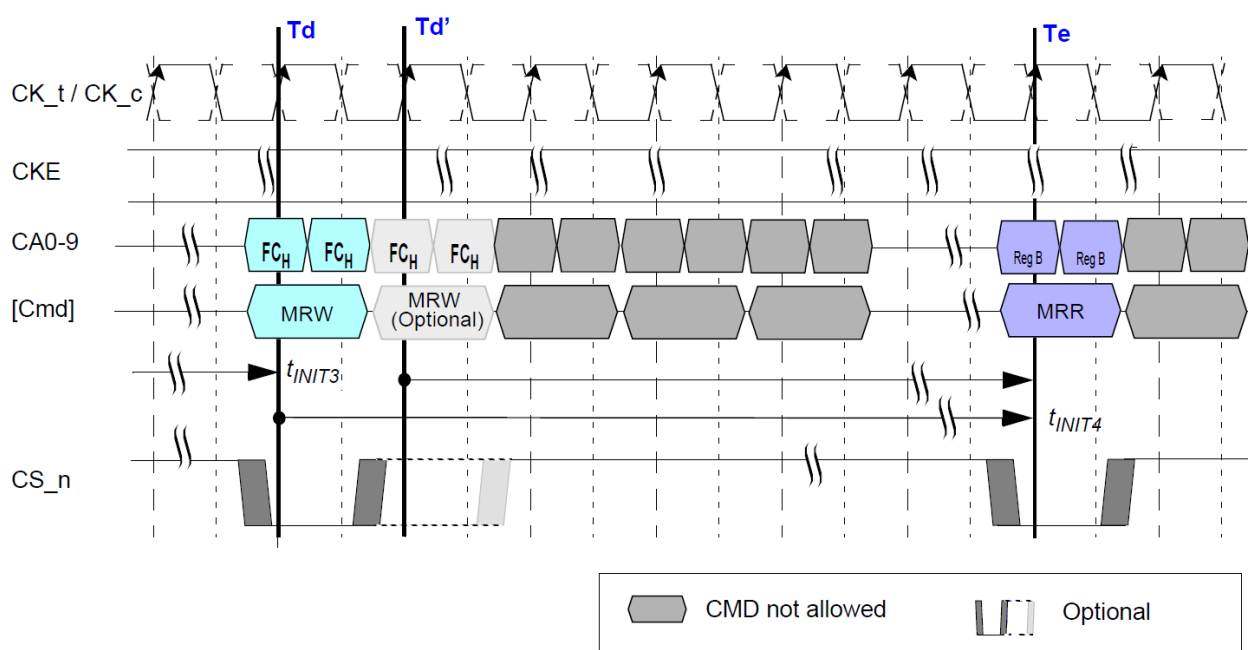 Td Td’ Te
CK_t / CK_c
CKE
CA0-9 FCH FCH FCH FCH Reg B Reg B
[Cmd] MRW MRW MRR
(Optional)
tINIT3
tINIT4
CS_n
CMD not allowed Optional